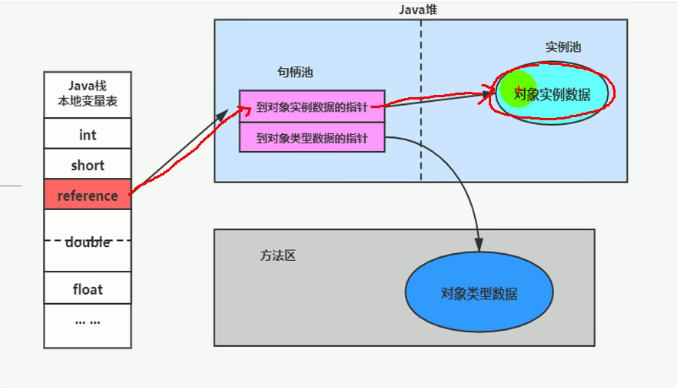 Java堆
句柄池
实例池
到对象实例数据的指针
到对象类型数据的指针
对象实例数据
Java栈
本地变量表
int
short
reference
double
float
... ...
方法区
对象类型数据